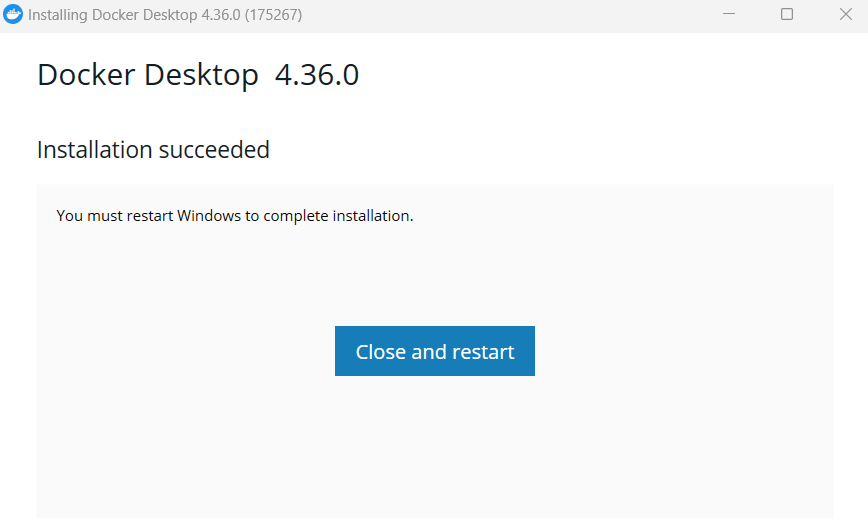 Installing Docker Desktop 4.36.0 (175267)
Docker Desktop 4.36.0
Installation succeeded
You must restart Windows to complete installation.
Close and restart